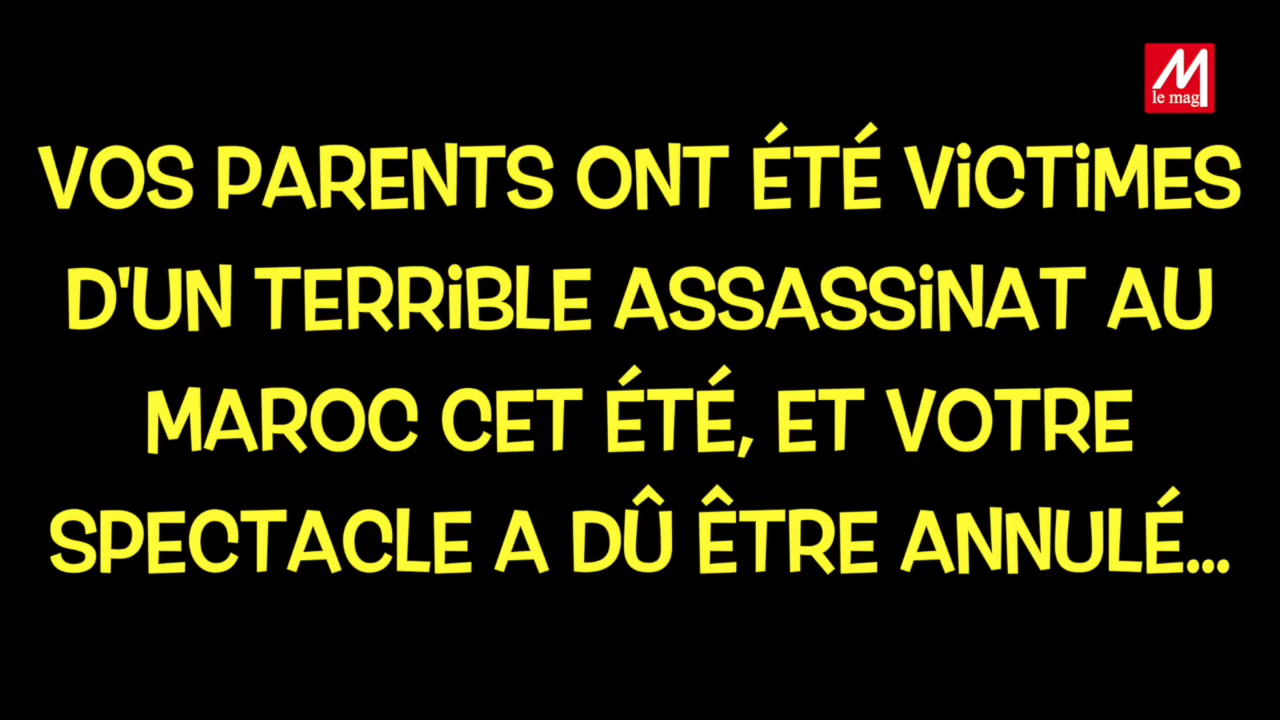 M
le mag
VOS PARENTS ONT ÉTÉ ViCTiMES
D'UN TERRiBLE ASSASSiNAT AU
MAROC CET ÉTÉ, ET VOTRE
SPECTACLE A DÛ ÊTRE ANNULÉ...